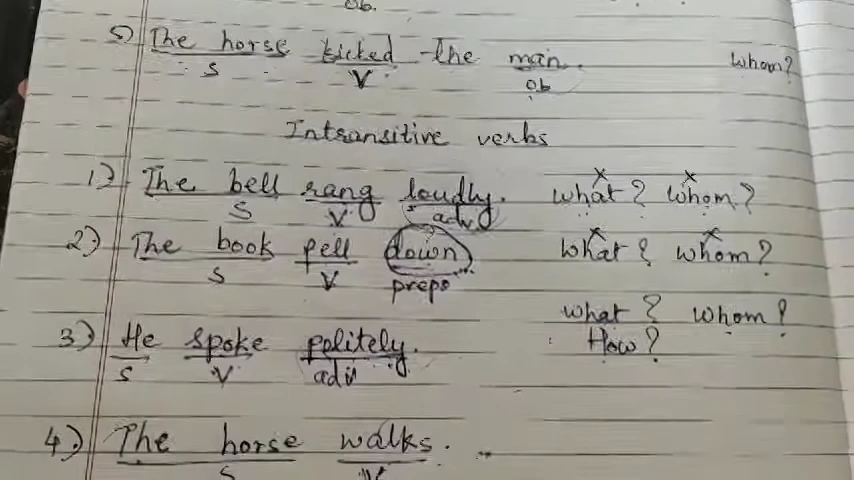 Ob.
5) The horse kicked the man. Whom?
S V Ob
Intransitive verbs
1) The bell rang loudly. what? whom?
S V adv
2) The book fell down what? whom?
S V prepo
what? whom?
3) He spoke politely. How?
S V adv
4) The horse walks.
S V